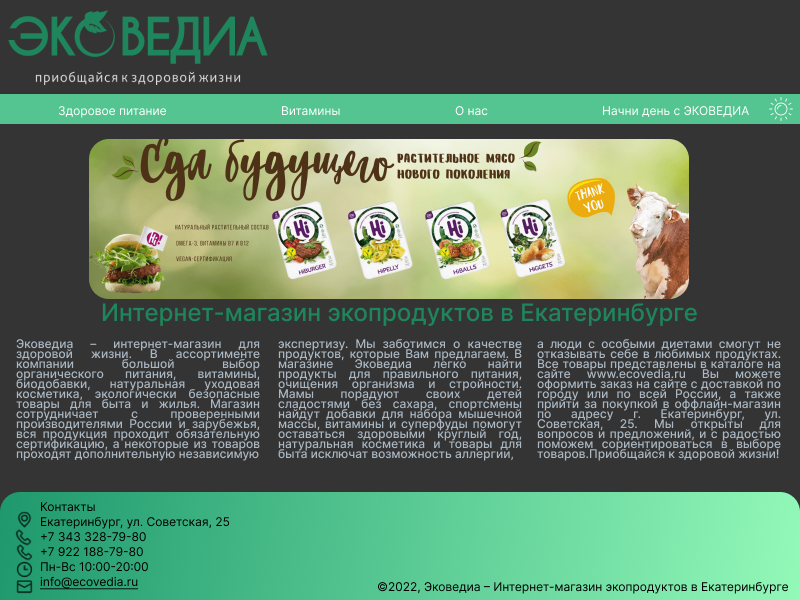 ЭКОВЕДИА
приобщайся к здоровой жизни
Здоровое питание
Витамины
О нас
Начни день с ЭКОВЕДИА
Еда будущего
РАСТИТЕЛЬНОЕ МЯСО
НОВОГО ПОКОЛЕНИЯ
THANK
YOU
НАТУРАЛЬНЫЙ РАСТИТЕЛЬНЫЙ СОСТАВ
ОМЕГА-3, ВИТАМИНЫ D7 И B12
VEGAN-СЕРТИФИКАЦИЯ
Hi!
Hi
HiBURGER
Hi
HiPELLY
Hi
HiBALLS
Hi
HiGGETS
Интернет-магазин экопродуктов в Екатеринбурге
Эковедиа – интернет-магазин для
здоровой жизни. В ассортименте
компании большой выбор
органического питания, витамины,
биодобавки, натуральная уходовая
косметика, экологически безопасные
товары для быта и жилья. Магазин
сотрудничает с проверенными
производителями России и зарубежья,
вся продукция проходит обязательную
сертификацию, а некоторые из товаров
проходят дополнительную независимую
экспертизу. Мы заботимся о качестве
продуктов, которые Вам предлагаем. В
магазине Эковедиа легко найти
продукты для правильного питания,
очищения организма и стройности.
Мамы порадуют своих детей
сладостями без сахара, спортсмены
найдут добавки для набора мышечной
массы, витамины и суперфуды помогут
оставаться здоровыми круглый год,
натуральная косметика и товары для
быта исключат возможность аллергии,
а люди с особыми диетами смогут не
отказывать себе в любимых продуктах.
Все товары представлены в каталоге на
сайте www.ecovedia.ru Вы можете
оформить заказ на сайте с доставкой по
городу или по всей России, а также
прийти за покупкой в оффлайн-магазин
по адресу г. Екатеринбург ул.
Советская, 25. Мы открыты для
вопросов и предложений, и с радостью
поможем сориентироваться в выборе
товаров.Приобщайся к здоровой жизни!
Контакты
Екатеринбург, ул. Советская, 25
+7 343 328-79-80
+7 922 188-79-80
Пн-Вс 10:00-20:00
info@ecovedia.ru
©2022, Эковедиа – Интернет-магазин экопродуктов в Екатеринбурге